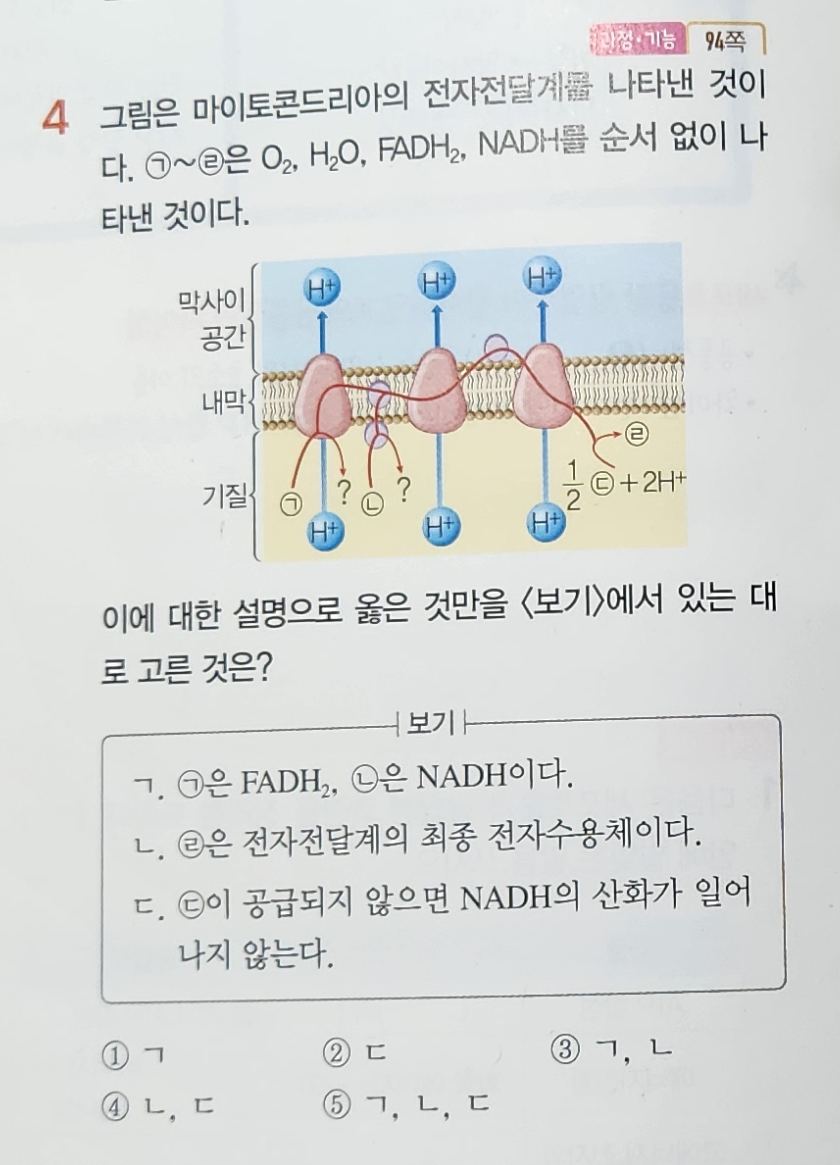 과정·기능 94쪽
4 그림은 마이토콘드리아의 전자전달계를 나타낸 것이
다. ㉠~㉣은 O₂, H₂O, FADH₂, NADH를 순서 없이 나
타낸 것이다.
H⁺ H⁺ H⁺
막사이
공간
내막
기질
㉠ ? ㉡ ? 1/2 ㉢+2H⁺ ㉣
H⁺ H⁺ H⁺
이에 대한 설명으로 옳은 것만을 〈보기〉에서 있는 대
로 고른 것은?
보기
ㄱ. ㉠은 FADH₂, ㉡은 NADH이다.
ㄴ. ㉣은 전자전달계의 최종 전자수용체이다.
ㄷ. ㉢이 공급되지 않으면 NADH의 산화가 일어
나지 않는다.
① ㄱ ② ㄷ ③ ㄱ, ㄴ
④ ㄴ, ㄷ ⑤ ㄱ, ㄴ, ㄷ